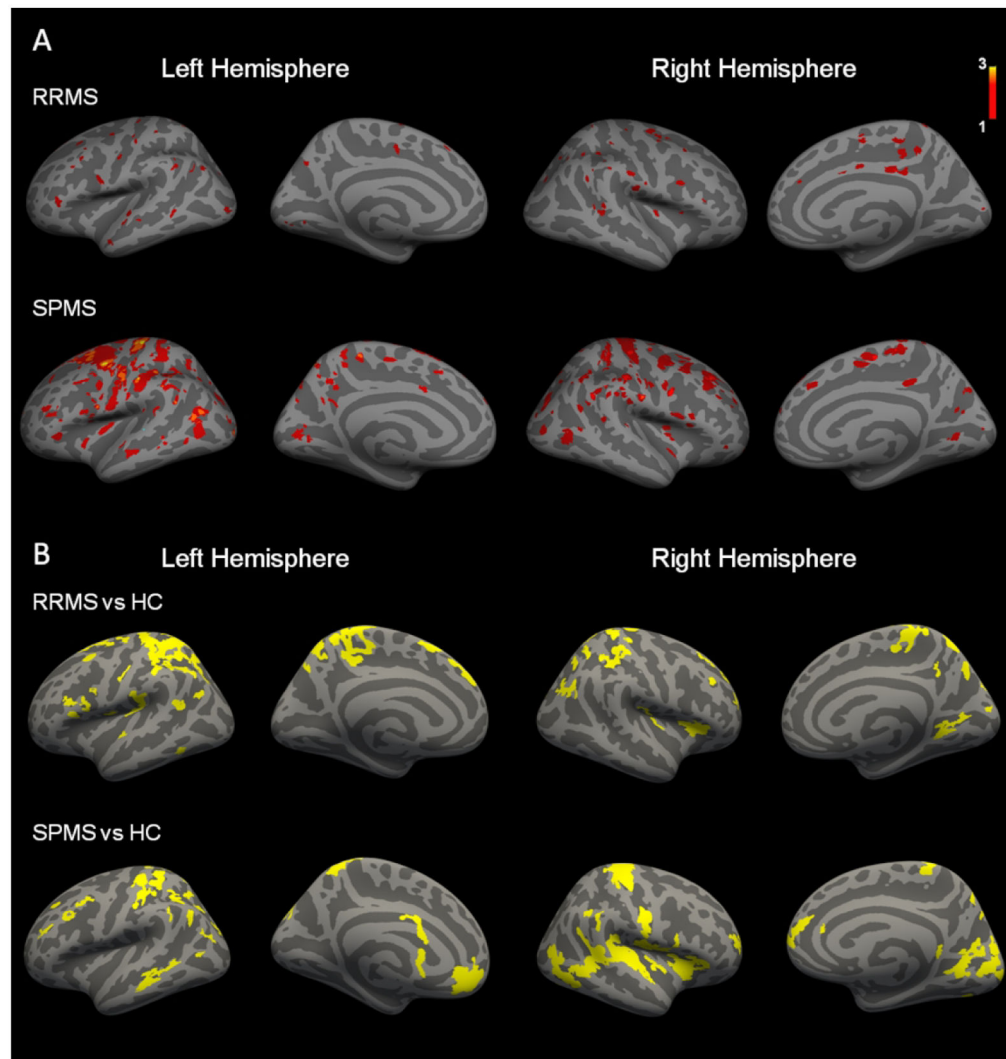 A
Left Hemisphere
Right Hemisphere
3
1
RRMS
SPMS
B
Left Hemisphere
Right Hemisphere
RRMS vs HC
SPMS vs HC